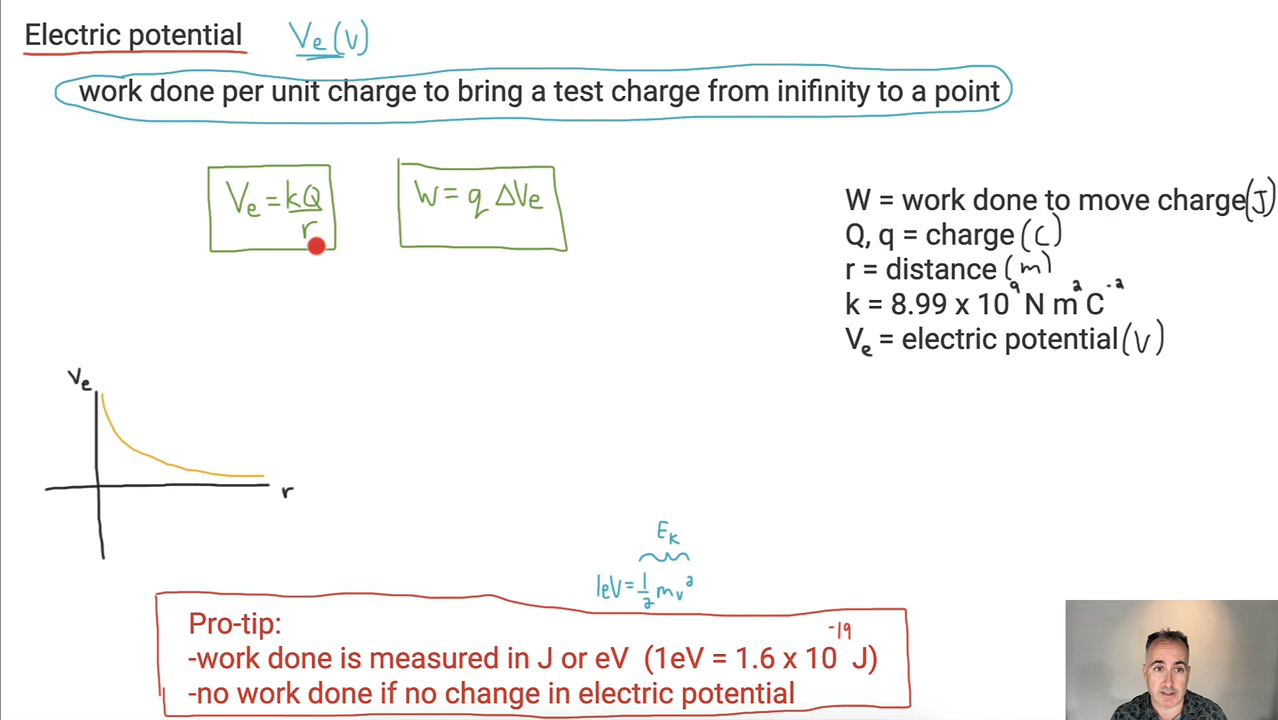 Electric potential Ve (V)
work done per unit charge to bring a test charge from inifinity to a point
Ve = kQ/r
W = q ΔVe
W = work done to move charge (J)
Q, q = charge (C)
r = distance (m)
k = 8.99 x 10⁹ N m² C⁻²
Ve = electric potential (V)
Ve
r
Ek
1eV = ½ mv²
Pro-tip:
-work done is measured in J or eV (1eV = 1.6 x 10⁻¹⁹ J)
-no work done if no change in electric potential